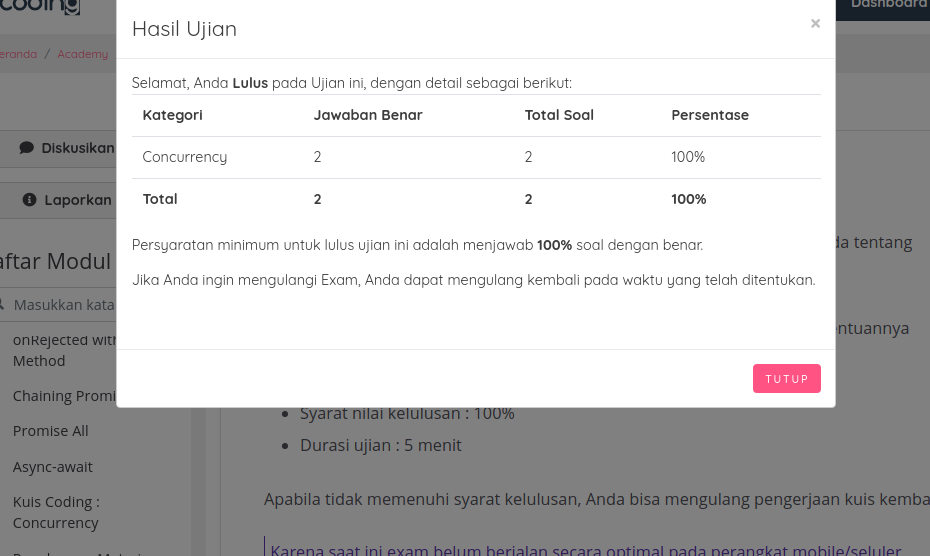 coding
Dashboard
Hasil Ujian
×
eranda / Academy
Selamat, Anda Lulus pada Ujian ini, dengan detail sebagai berikut:
Kategori Jawaban Benar Total Soal Persentase
Diskusikan
Concurrency 2 2 100%
Laporkan
Total 2 2 100%
Persyaratan minimum untuk lulus ujian ini adalah menjawab 100% soal dengan benar.
da tentang
aftar Modul
Jika Anda ingin mengulangi Exam, Anda dapat mengulang kembali pada waktu yang telah ditentukan.
Masukkan kata
entuannya
onRejected with
Method
TUTUP
Chaining Promi
Syarat nilai kelulusan : 100%
Promise All
Durasi ujian : 5 menit
Async-await
Kuis Coding :
Concurrency
Apabila tidak memenuhi syarat kelulusan, Anda bisa mengulang pengerjaan kuis kemba
Karena saat ini exam belum berjalan secara optimal pada perangkat mobile/seluler